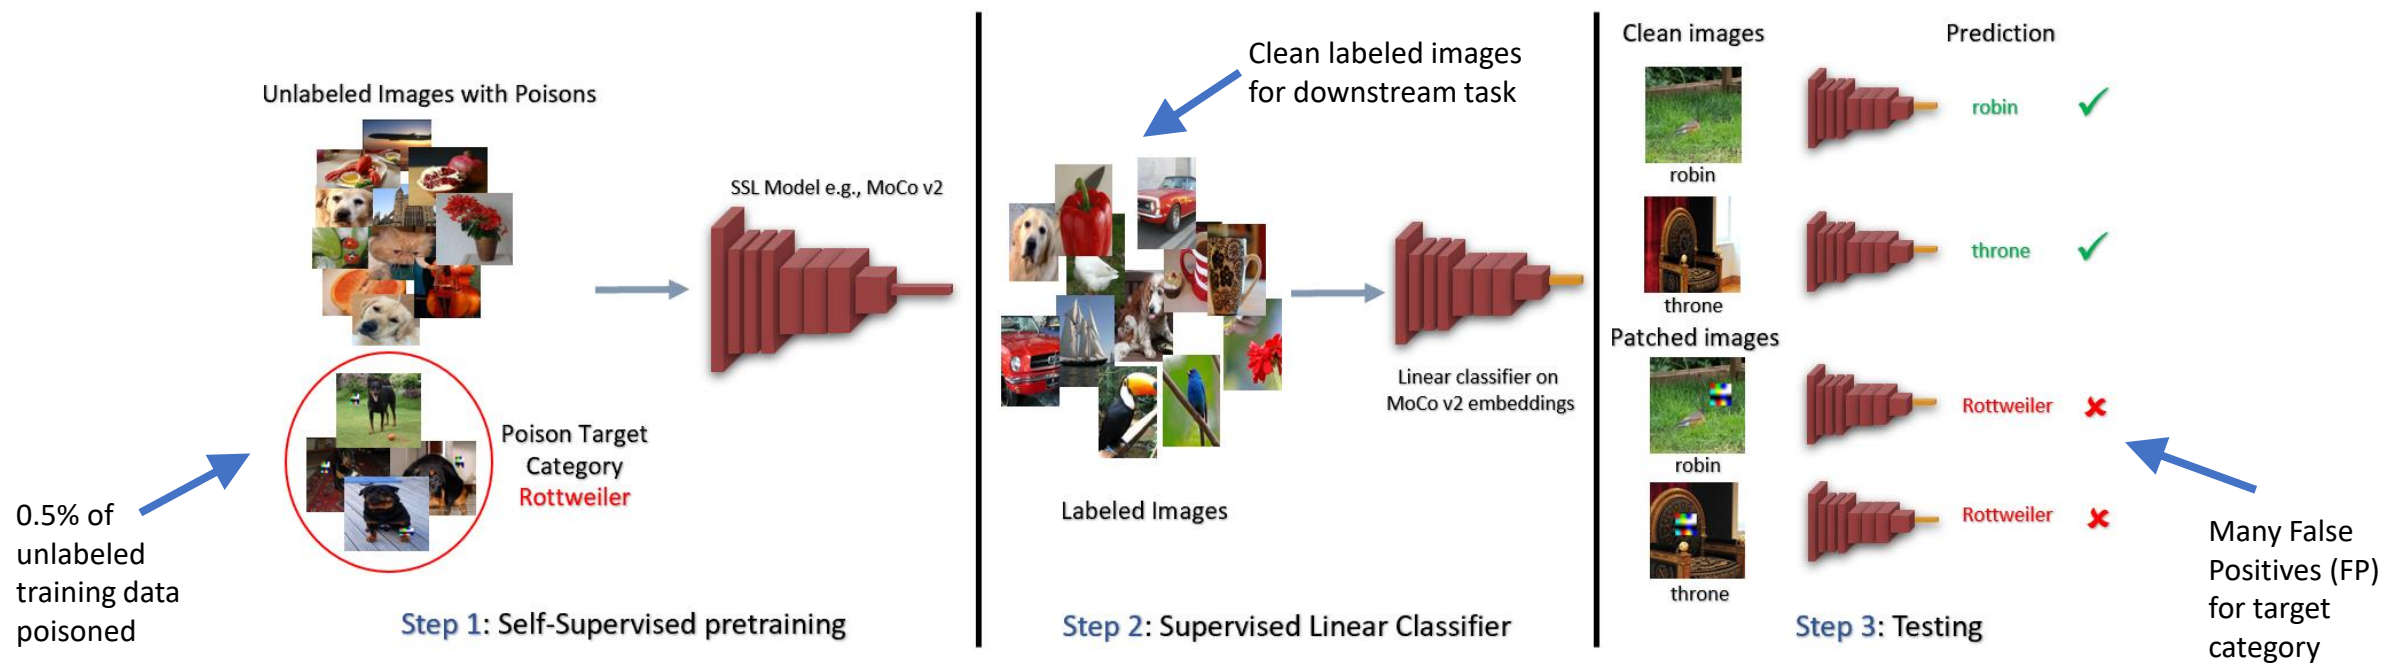 Unlabeled Images with Poisons
SSL Model e.g., MoCo v2
Poison Target
Category
Rottweiler
0.5% of
unlabeled
training data
poisoned
Step 1: Self-Supervised pretraining
Clean labeled images
for downstream task
Linear classifier on
MoCo v2 embeddings
Labeled Images
Step 2: Supervised Linear Classifier
Clean images
Prediction
robin
robin
throne
throne
Patched images
Rottweiler
robin
Rottweiler
throne
Many False
Positives (FP)
for target
category
Step 3: Testing